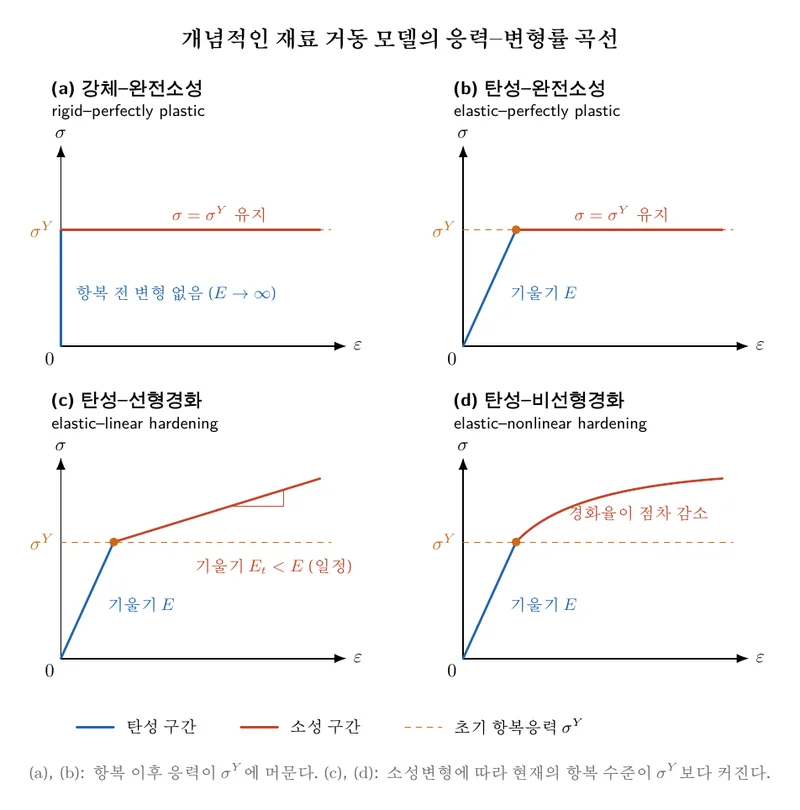 개념적인 재료 거동 모델의 응력–변형률 곡선
(a) 강체–완전소성
rigid–perfectly plastic
σ
σ^Y
σ = σ^Y 유지
항복 전 변형 없음 (E → ∞)
0
ε
(b) 탄성–완전소성
elastic–perfectly plastic
σ
σ^Y
σ = σ^Y 유지
기울기 E
0
ε
(c) 탄성–선형경화
elastic–linear hardening
σ
σ^Y
기울기 E_t < E (일정)
기울기 E
0
ε
(d) 탄성–비선형경화
elastic–nonlinear hardening
σ
경화율이 점차 감소
σ^Y
기울기 E
0
ε
탄성 구간 소성 구간 초기 항복응력 σ^Y
(a), (b): 항복 이후 응력이 σ^Y에 머문다. (c), (d): 소성변형에 따라 현재의 항복 수준이 σ^Y보다 커진다.